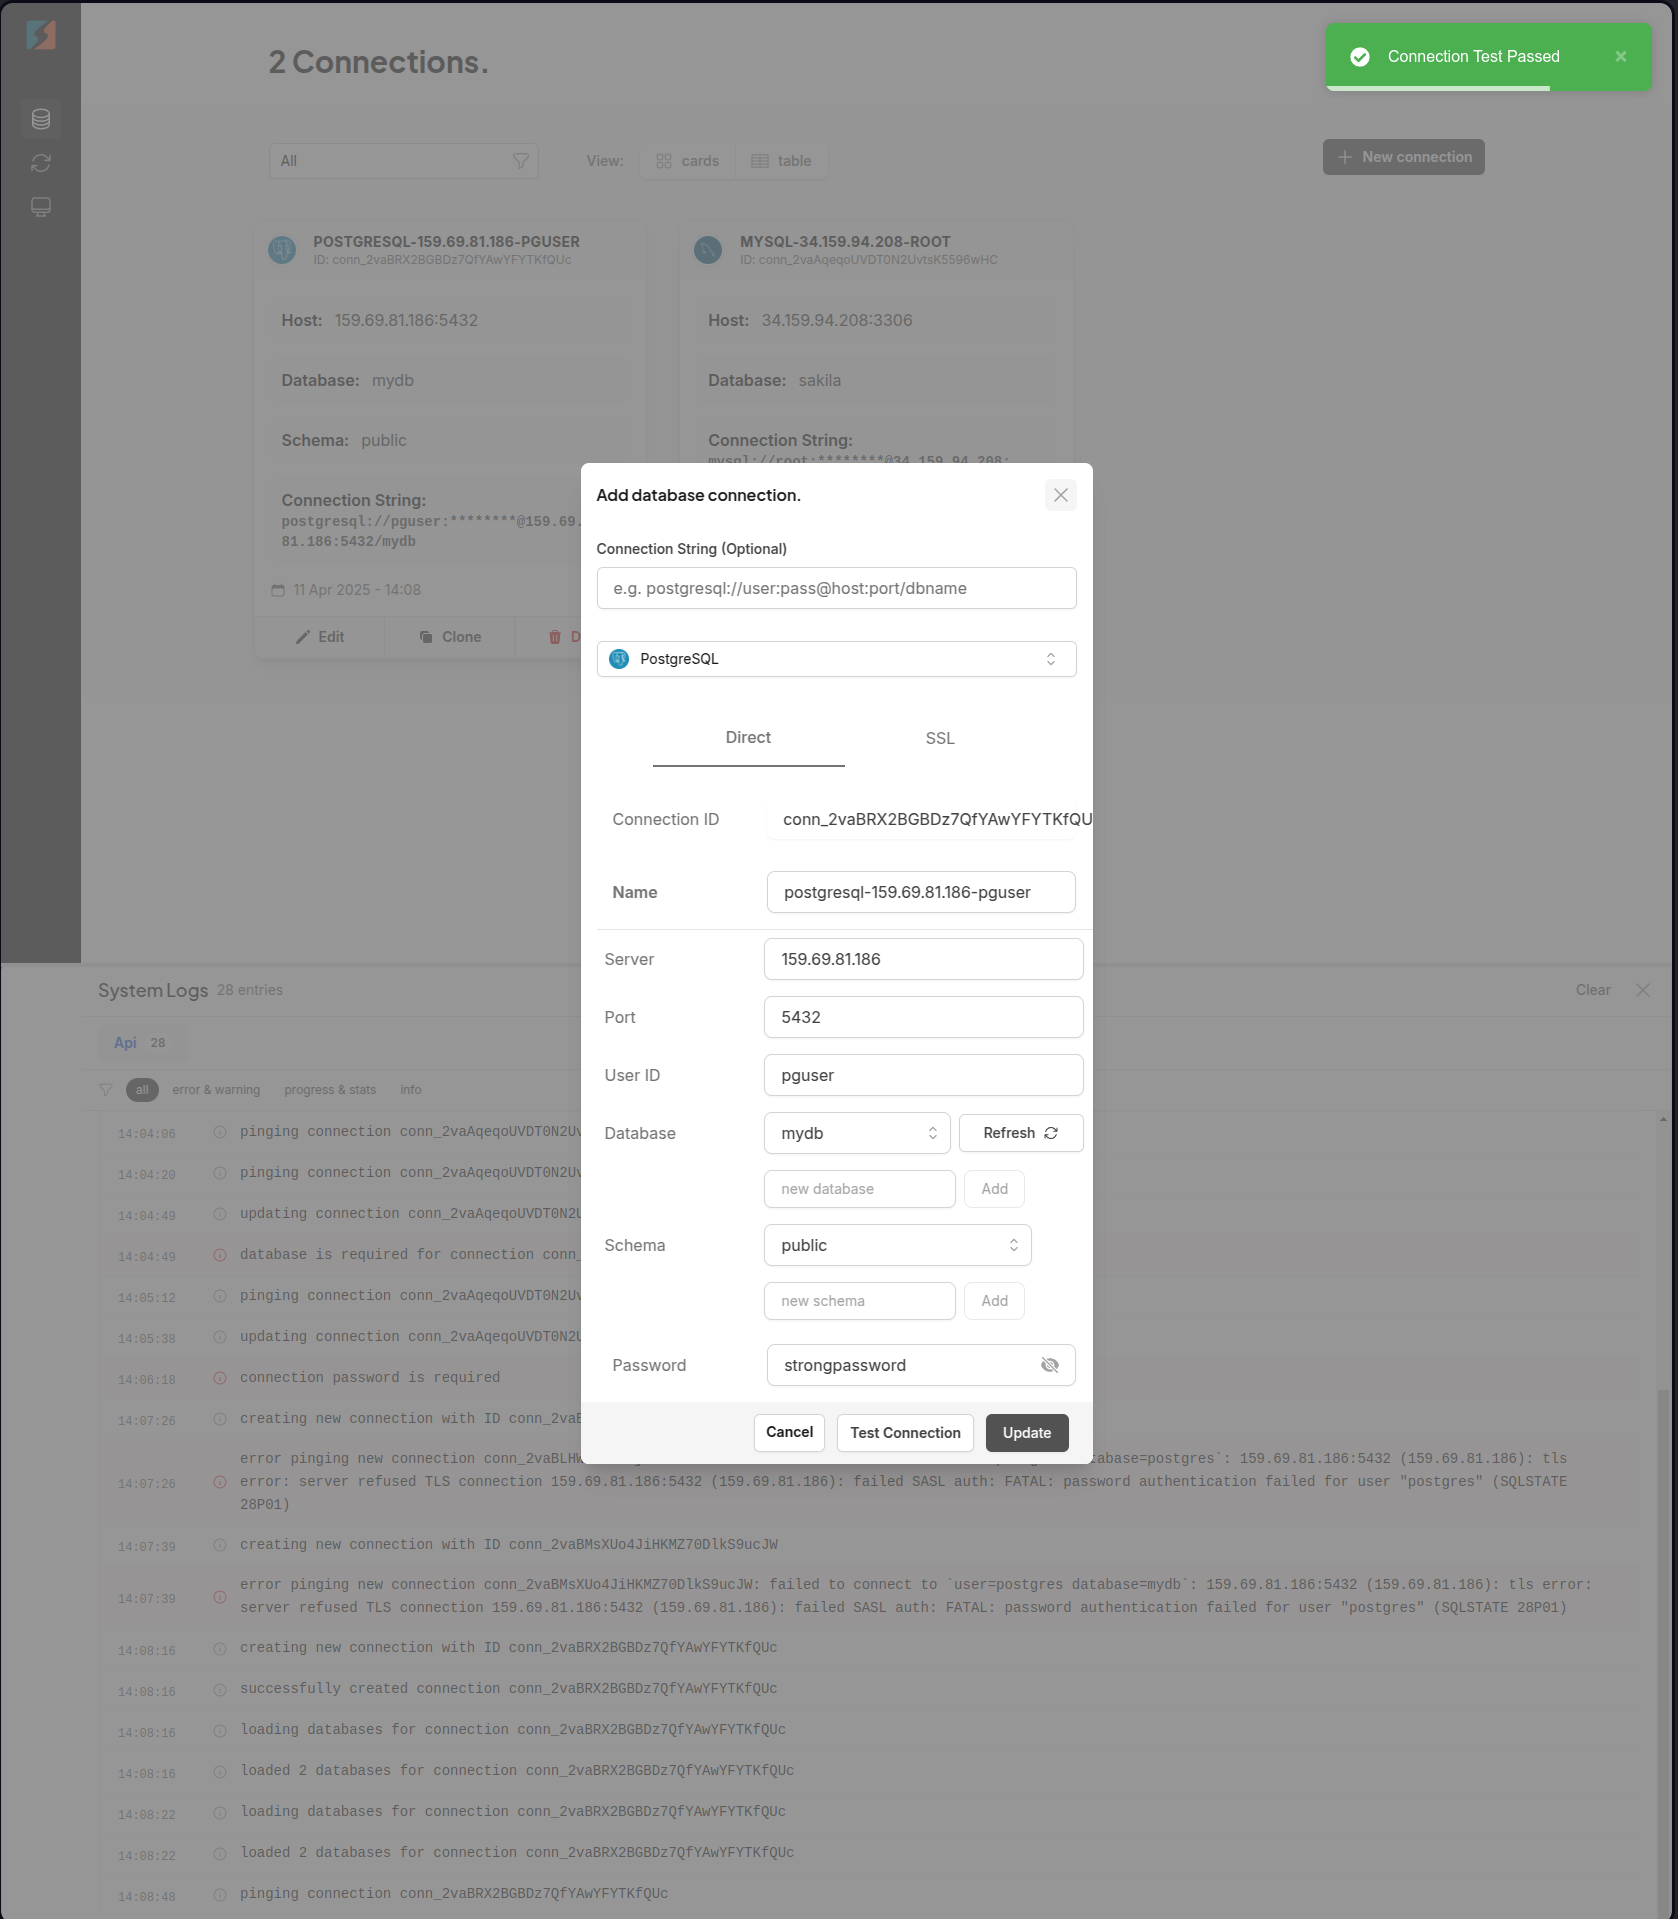 2 Connections.
Connection Test Passed
All
View:
cards
table
New connection
POSTGRESQL-159.69.81.186-PGUSER
ID: conn_2vaBRX2BGBDz7QfYAwYFYTKfQUc
Host: 159.69.81.186:5432
Database: mydb
Schema: public
Connection String:
postgresql://pguser:********@159.69.
81.186:5432/mydb
11 Apr 2025 - 14:08
Edit
Clone
D
MYSQL-34.159.94.208-ROOT
ID: conn_2vaAqeqoUVDT0N2UvtsK5596wHC
Host: 34.159.94.208:3306
Database: sakila
Connection String:
mysql://root:********@34.159.94.208:
Add database connection.
Connection String (Optional)
e.g. postgresql://user:pass@host:port/dbname
PostgreSQL
Direct
SSL
Connection ID
conn_2vaBRX2BGBDz7QfYAwYFYTKfQU
Name
postgresql-159.69.81.186-pguser
Server
159.69.81.186
Port
5432
User ID
pguser
Database
mydb
Refresh
new database
Add
Schema
public
new schema
Add
Password
strongpassword
Cancel
Test Connection
Update
System Logs 28 entries
Clear
Api 28
all
error & warning
progress & stats
info
14:04:06 pinging connection conn_2vaAqeqoUVDT0N2Uv
14:04:20 pinging connection conn_2vaAqeqoUVDT0N2Uv
14:04:49 updating connection conn_2vaAqeqoUVDT0N2U
14:04:49 database is required for connection conn_
14:05:12 pinging connection conn_2vaAqeqoUVDT0N2Uv
14:05:38 updating connection conn_2vaAqeqoUVDT0N2U
14:06:18 connection password is required
14:07:26 creating new connection with ID conn_2vaB
error pinging new connection conn_2vaBLHW tabase=postgres`: 159.69.81.186:5432 (159.69.81.186): tls
14:07:26 error: server refused TLS connection 159.69.81.186:5432 (159.69.81.186): failed SASL auth: FATAL: password authentication failed for user "postgres" (SQLSTATE
28P01)
14:07:39 creating new connection with ID conn_2vaBMsXUo4JiHKMZ70DlkS9ucJW
error pinging new connection conn_2vaBMsXUo4JiHKMZ70DlkS9ucJW: failed to connect to `user=postgres database=mydb`: 159.69.81.186:5432 (159.69.81.186): tls error:
14:07:39 server refused TLS connection 159.69.81.186:5432 (159.69.81.186): failed SASL auth: FATAL: password authentication failed for user "postgres" (SQLSTATE 28P01)
14:08:16 creating new connection with ID conn_2vaBRX2BGBDz7QfYAwYFYTKfQUc
14:08:16 successfully created connection conn_2vaBRX2BGBDz7QfYAwYFYTKfQUc
14:08:16 loading databases for connection conn_2vaBRX2BGBDz7QfYAwYFYTKfQUc
14:08:16 loaded 2 databases for connection conn_2vaBRX2BGBDz7QfYAwYFYTKfQUc
14:08:22 loading databases for connection conn_2vaBRX2BGBDz7QfYAwYFYTKfQUc
14:08:22 loaded 2 databases for connection conn_2vaBRX2BGBDz7QfYAwYFYTKfQUc
14:08:48 pinging connection conn_2vaBRX2BGBDz7QfYAwYFYTKfQUc